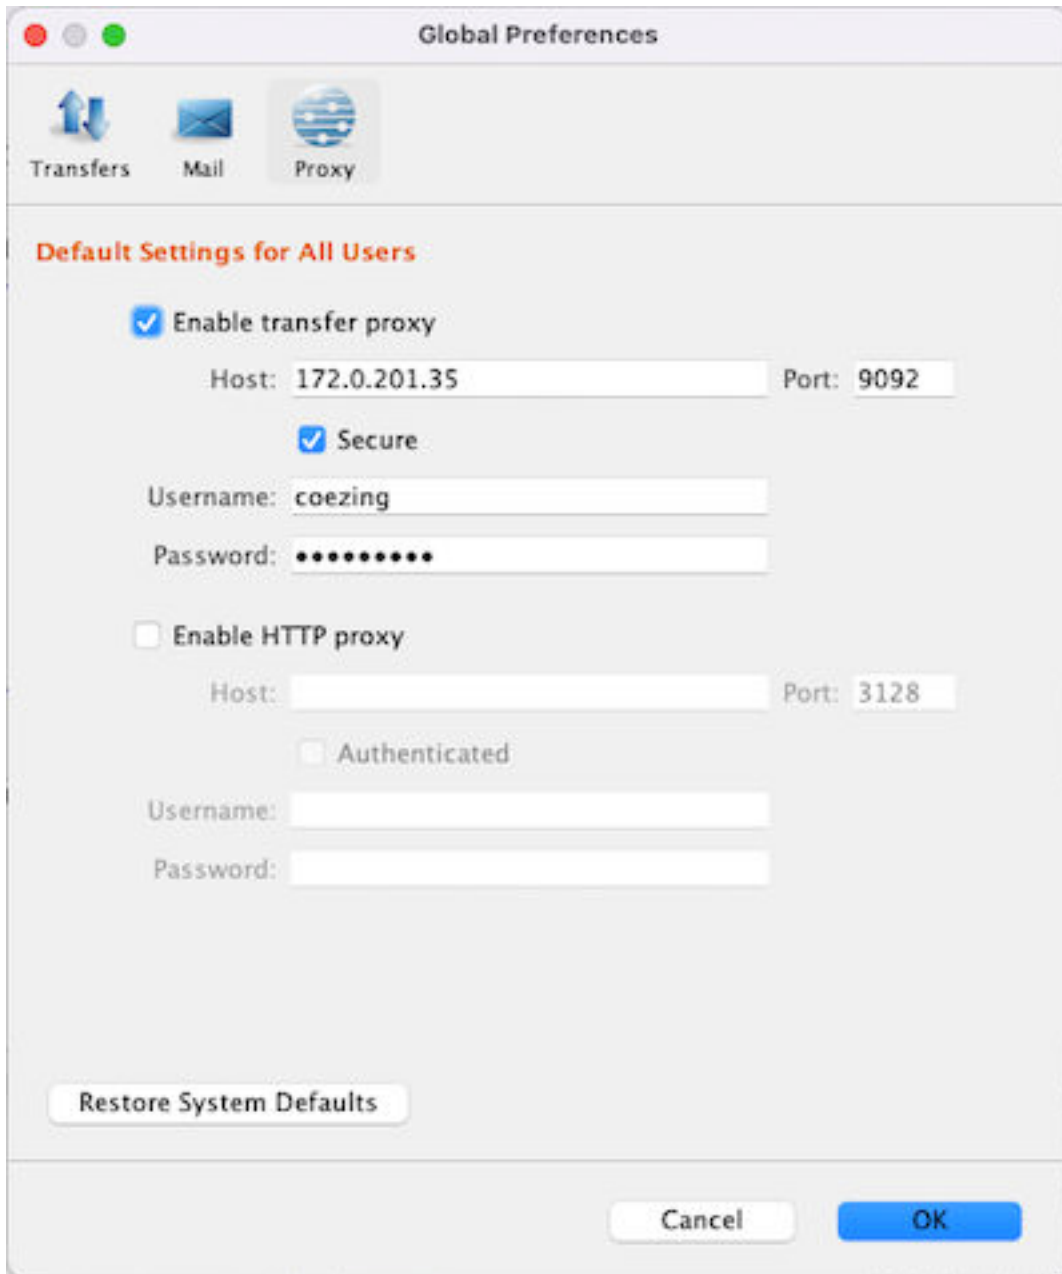 Global Preferences
Transfers Mail Proxy
Default Settings for All Users
Enable transfer proxy
Host: 172.0.201.35 Port: 9092
Secure
Username: coezing
Password: •••••••••
Enable HTTP proxy
Host: Port: 3128
Authenticated
Username:
Password:
Restore System Defaults
Cancel OK